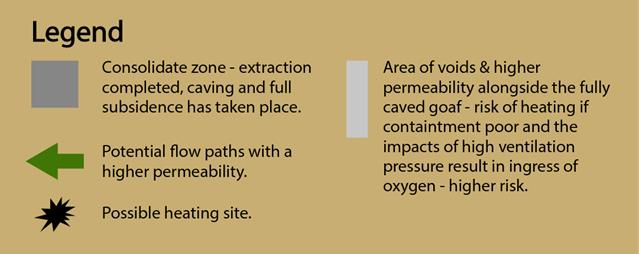 Legend
Consolidate zone - extraction
completed, caving and full
subsidence has taken place.
Potential flow paths with a
higher permeability.
Possible heating site.
Area of voids & higher
permeability alongside the fully
caved goaf - risk of heating if
containtment poor and the
impacts of high ventilation
pressure result in ingress of
oxygen - higher risk.